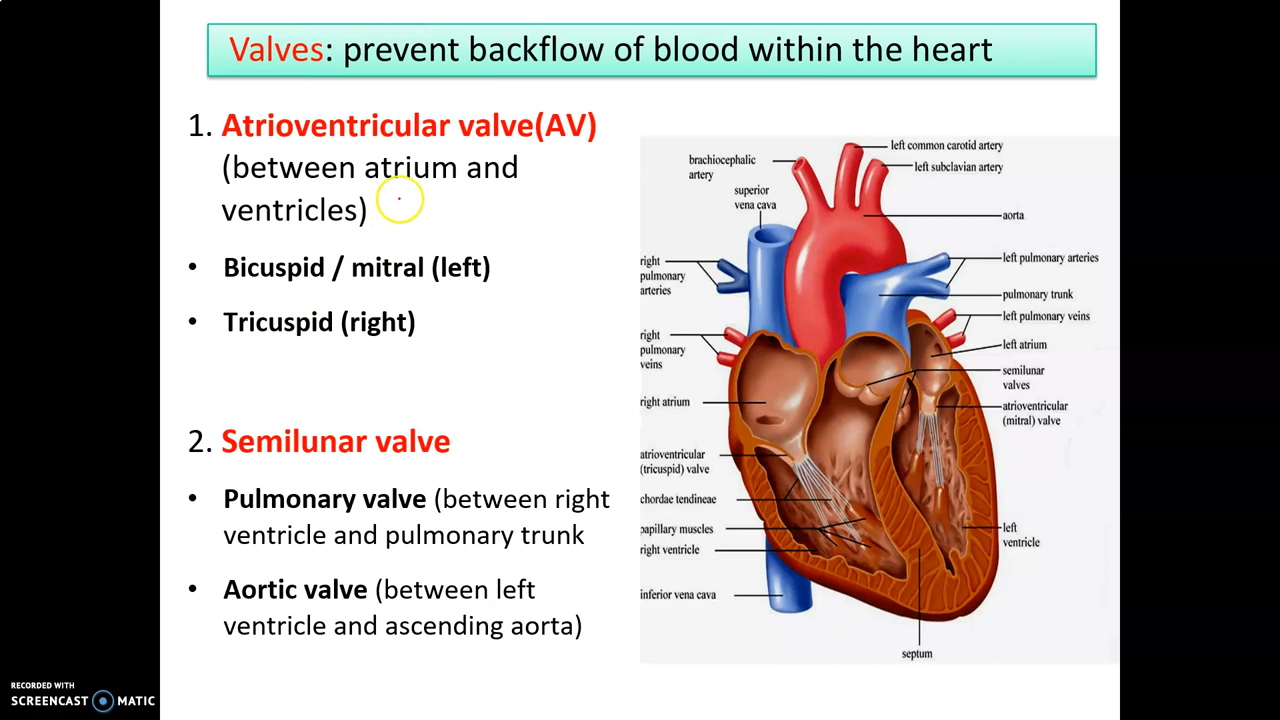 Valves: prevent backflow of blood within the heart
1. Atrioventricular valve(AV)
(between atrium and
ventricles)
• Bicuspid / mitral (left)
• Tricuspid (right)
2. Semilunar valve
• Pulmonary valve (between right
ventricle and pulmonary trunk
• Aortic valve (between left
ventricle and ascending aorta)
left common carotid artery
brachiocephalic
artery
left subclavian artery
superior
vena cava
aorta
right
pulmonary
arteries
left pulmonary arteries
pulmonary trunk
left pulmonary veins
right
pulmonary
veins
left atrium
semilunar
valves
right atrium
atrioventricular
(mitral) valve
atrioventricular
(tricuspid) valve
chordae tendineae
papillary muscles
left
ventricle
right ventricle
inferior vena cava
septum
RECORDED WITH
SCREENCAST MATIC